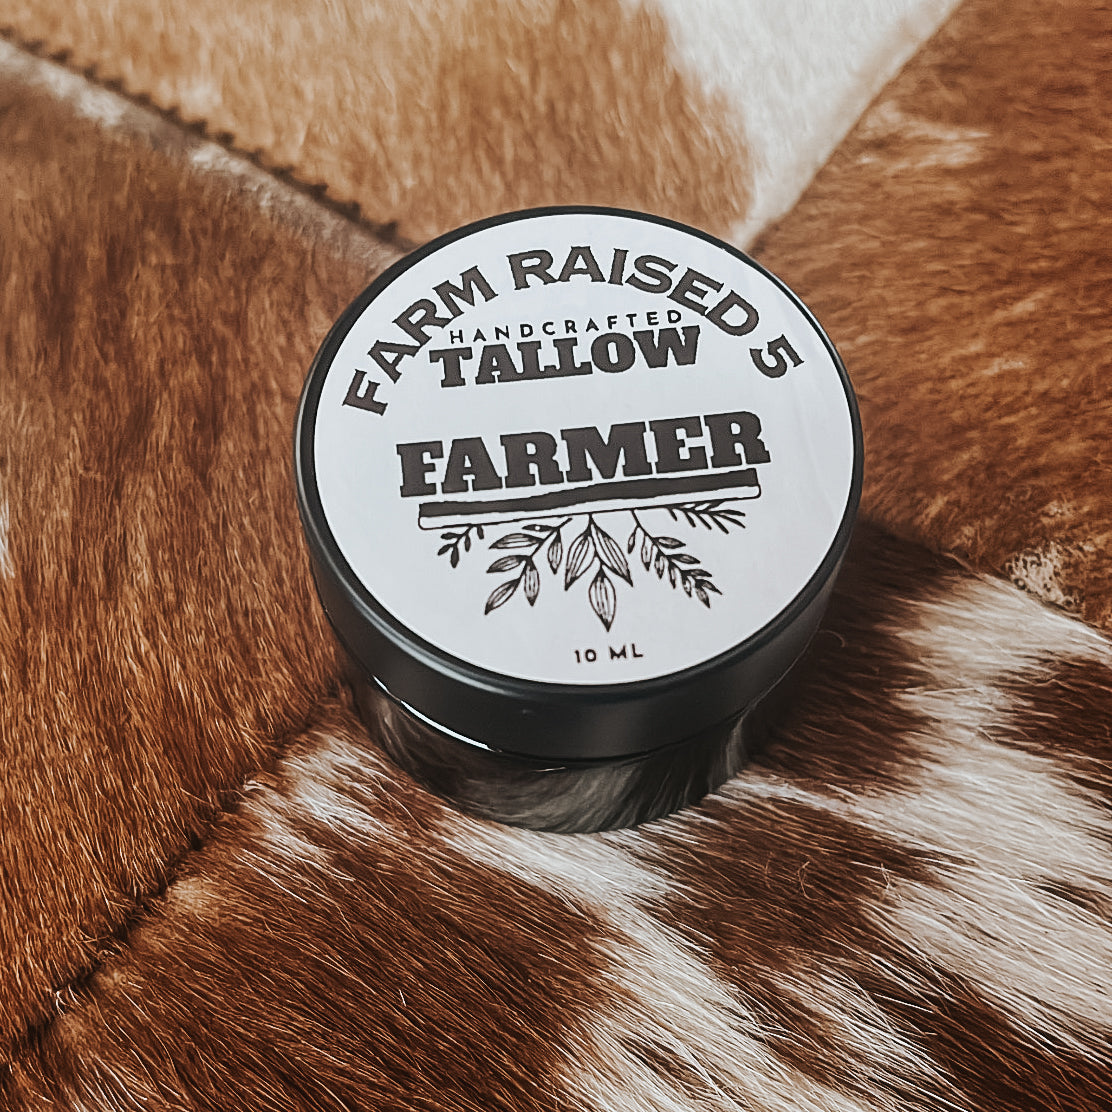 FARM RAISED 5
HANDCRAFTED
TALLOW
FARMER
10 ML